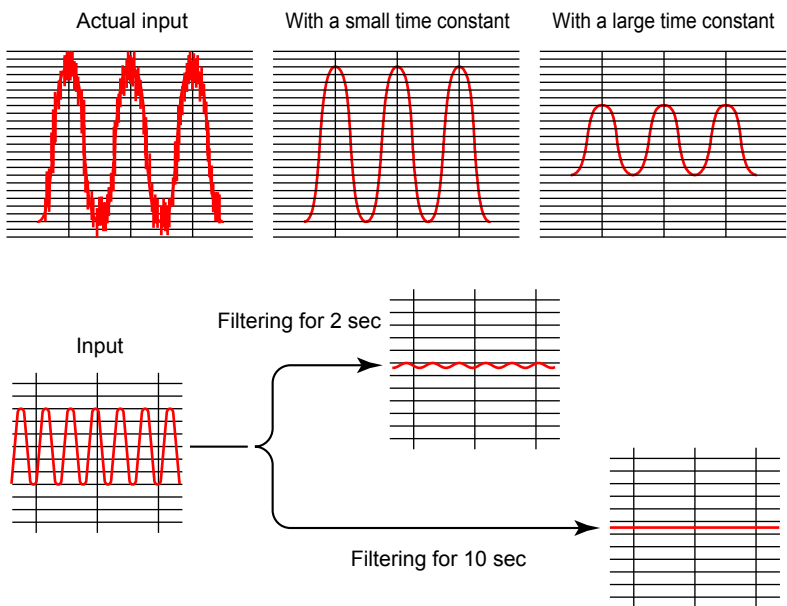 Actual input
With a small time constant
With a large time constant
Filtering for 2 sec
Input
Filtering for 10 sec